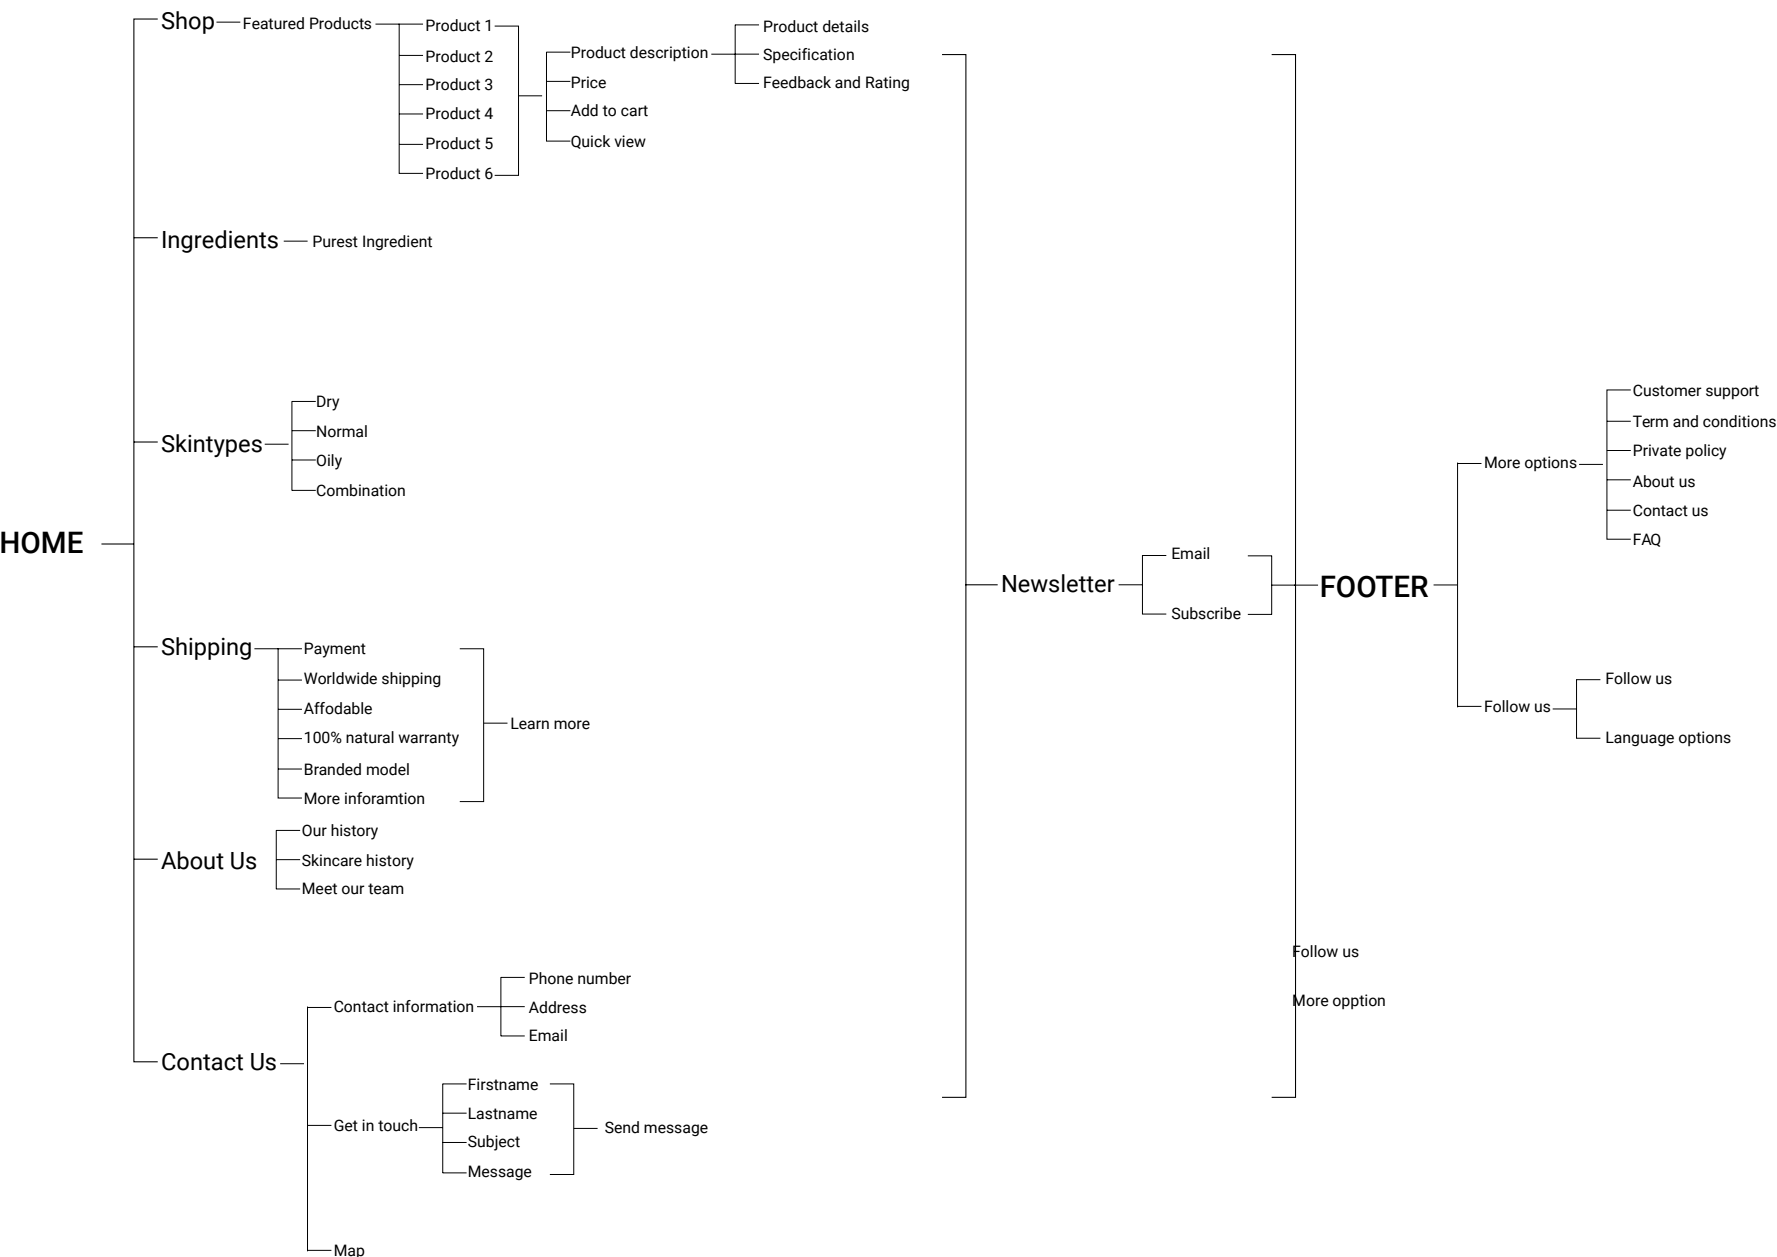 HOME
Shop
Featured Products
Product 1
Product 2
Product 3
Product 4
Product 5
Product 6
Product description
Price
Add to cart
Quick view
Product details
Specification
Feedback and Rating
Ingredients
Purest Ingredient
Skintypes
Dry
Normal
Oily
Combination
Shipping
Payment
Worldwide shipping
Affodable
100% natural warranty
Branded model
More inforamtion
Learn more
About Us
Our history
Skincare history
Meet our team
Contact Us
Contact information
Phone number
Address
Email
Get in touch
Firstname
Lastname
Subject
Message
Send message
Map
Newsletter
Email
Subscribe
FOOTER
More options
Customer support
Term and conditions
Private policy
About us
Contact us
FAQ
Follow us
Follow us
Language options
Follow us
More opption